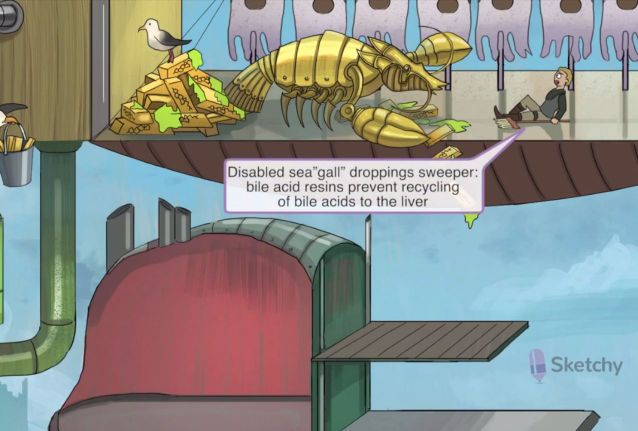 Disabled sea"gall" droppings sweeper:
bile acid resins prevent recycling
of bile acids to the liver
Sketchy